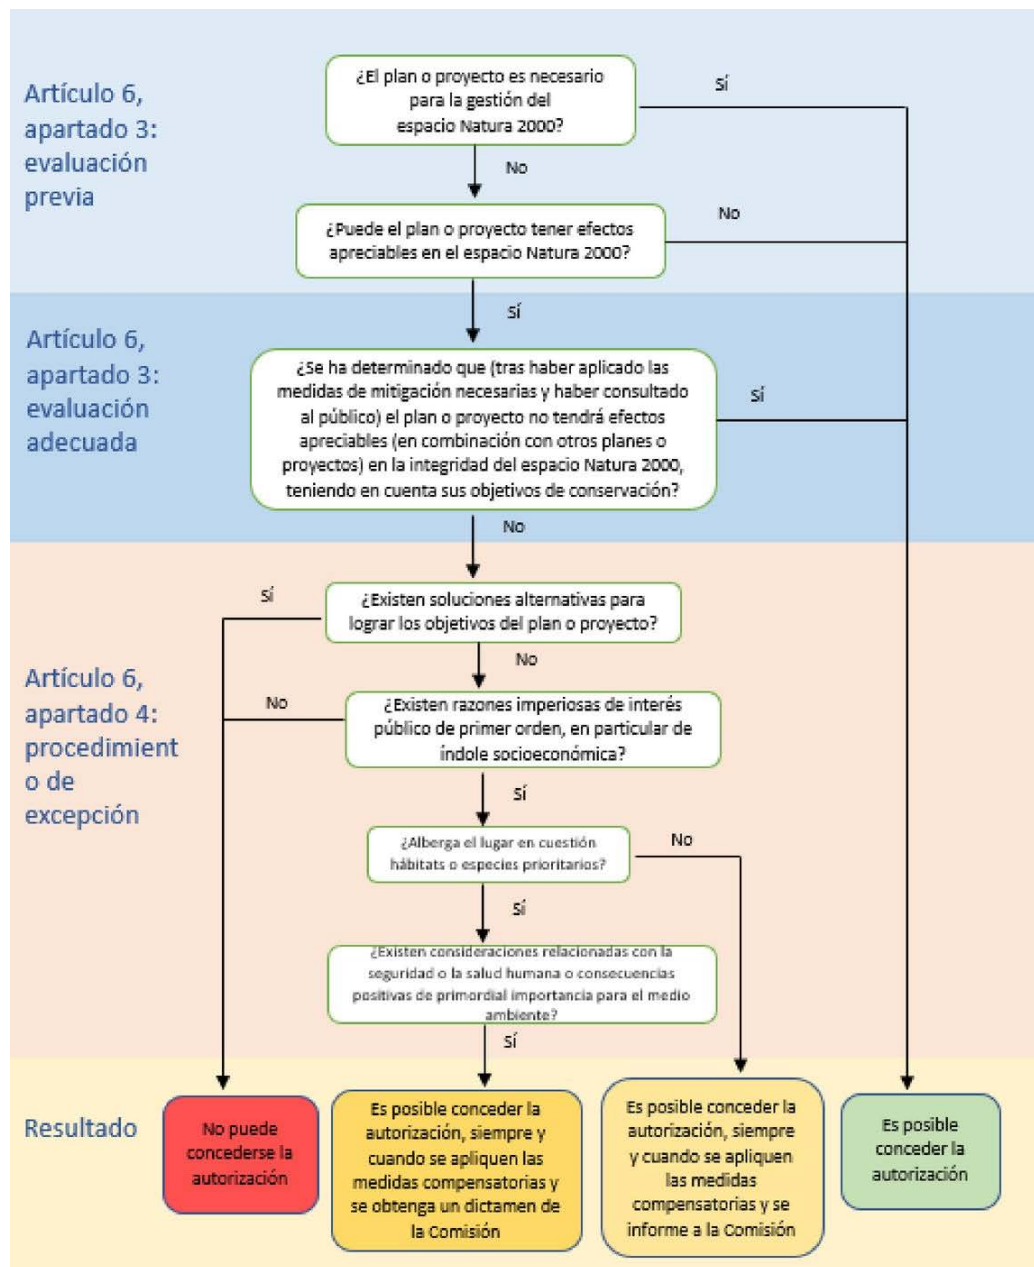 Artículo 6,
apartado 3:
evaluación
previa
¿El plan o proyecto es necesario
para la gestión del
espacio Natura 2000?
Sí
No
¿Puede el plan o proyecto tener efectos
apreciables en el espacio Natura 2000?
No
Sí
Artículo 6,
apartado 3:
evaluación
adecuada
¿Se ha determinado que (tras haber aplicado las
medidas de mitigación necesarias y haber consultado
al público) el plan o proyecto no tendrá efectos
apreciables (en combinación con otros planes o
proyectos) en la integridad del espacio Natura 2000,
teniendo en cuenta sus objetivos de conservación?
Sí
No
Artículo 6,
apartado 4:
procedimient
o de
excepción
¿Existen soluciones alternativas para
lograr los objetivos del plan o proyecto?
Sí
No
¿Existen razones imperiosas de interés
público de primer orden, en particular de
índole socioeconómica?
No
Sí
¿Alberga el lugar en cuestión
hábitats o especies prioritarios?
No
Sí
¿Existen consideraciones relacionadas con la
seguridad o la salud humana o consecuencias
positivas de primordial importancia para el medio
ambiente?
Sí
Resultado
No puede
concederse la
autorización
Es posible conceder la
autorización, siempre y
cuando se apliquen las
medidas compensatorias y
se obtenga un dictamen de
la Comisión
Es posible conceder la
autorización, siempre
y cuando se apliquen
las medidas
compensatorias y se
informe a la Comisión
Es posible
conceder la
autorización